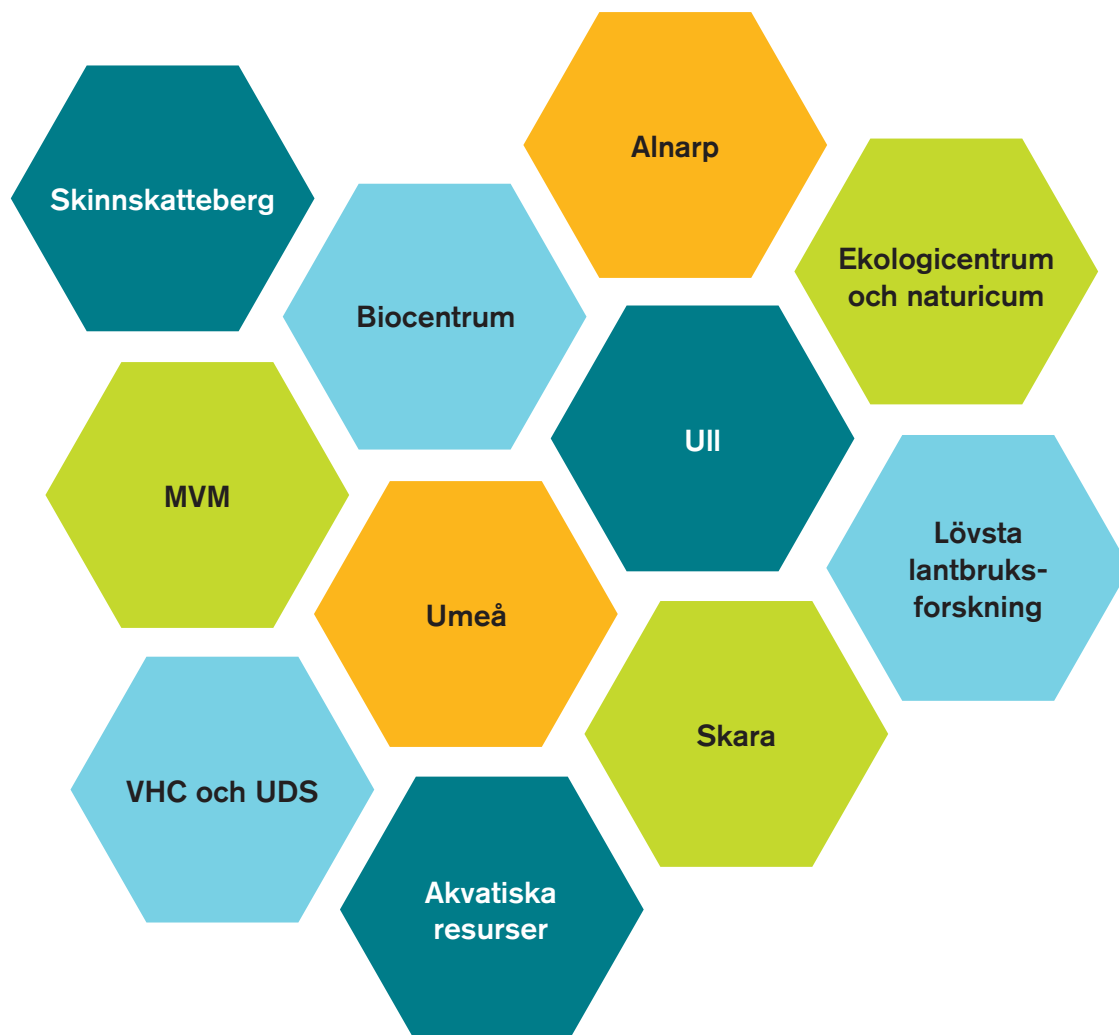 Alnarp
Skinnskatteberg
Ekologicentrum
och naturicum
Biocentrum
Ull
MVM
Lövsta
lantbruks-
forskning
Umeå
Skara
VHC och UDS
Akvatiska
resurser